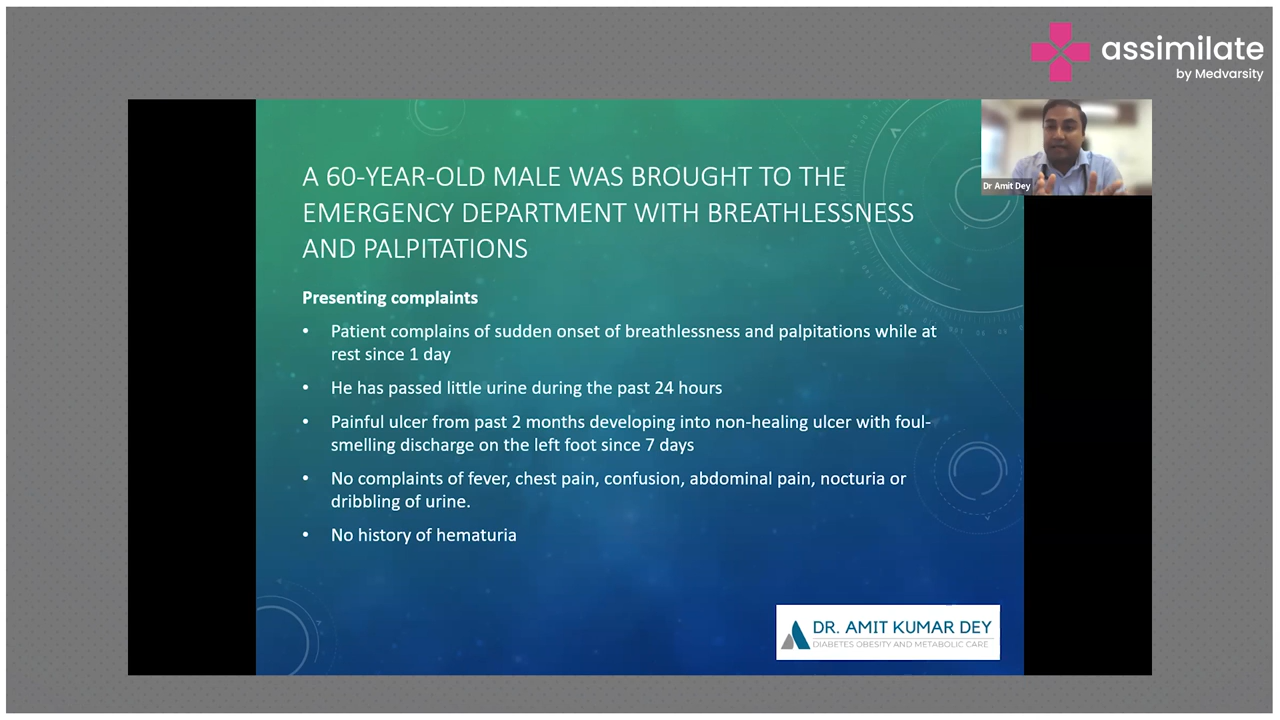 assimilate
by Medvarsity
Dr Amit Dey
A 60-YEAR-OLD MALE WAS BROUGHT TO THE
EMERGENCY DEPARTMENT WITH BREATHLESSNESS
AND PALPITATIONS
Presenting complaints
• Patient complains of sudden onset of breathlessness and palpitations while at
rest since 1 day
• He has passed little urine during the past 24 hours
• Painful ulcer from past 2 months developing into non-healing ulcer with foul-
smelling discharge on the left foot since 7 days
• No complaints of fever, chest pain, confusion, abdominal pain, nocturia or
dribbling of urine.
• No history of hematuria
DR. AMIT KUMAR DEY
DIABETES OBESITY AND METABOLIC CARE